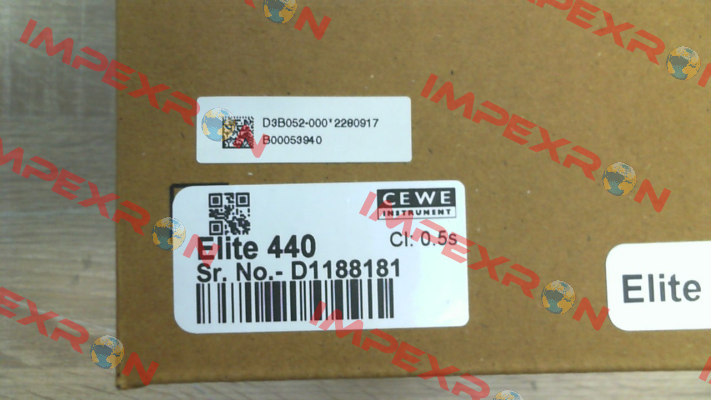 D3B052-000*2280917
B00053940
CEWE
INSTRUMENT
Elite 440
Cl: 0.5s
Sr. No.- D1188181
Elite
IMPEXRON
IMPEXRON
IMPEXRON
IMPEXRON
IMPEXRON
IMPEXRON